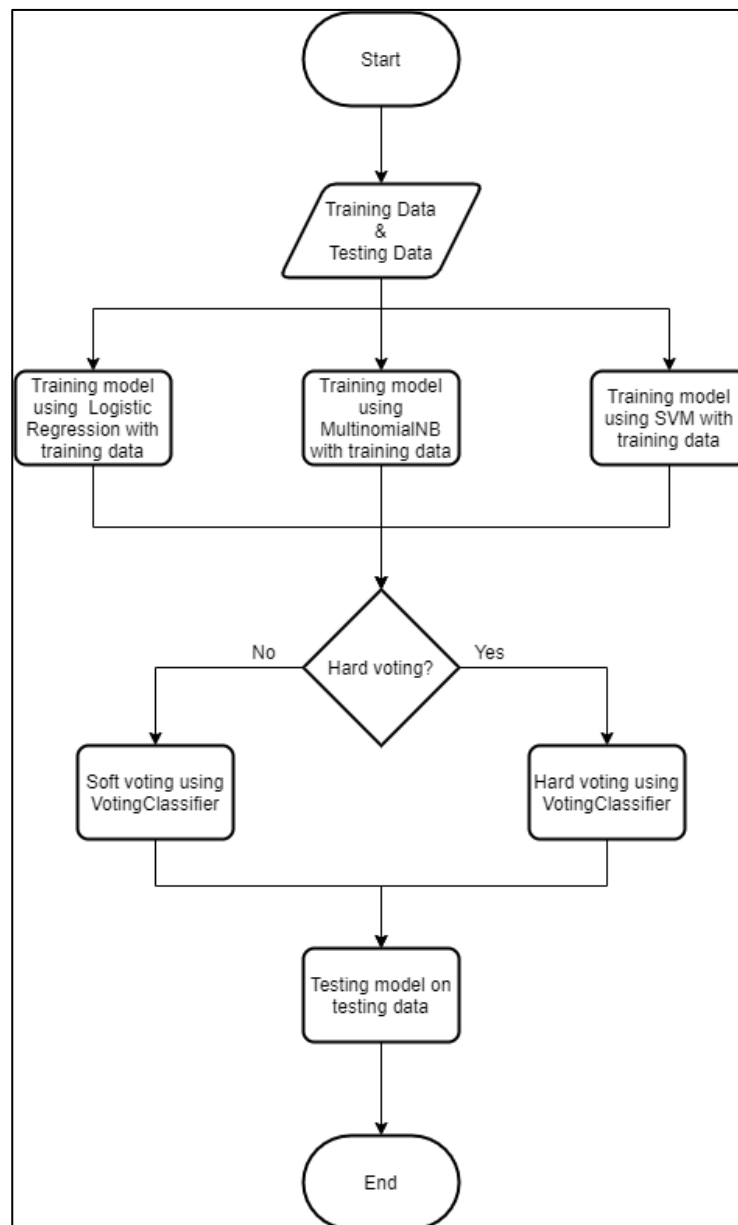 Start
Training Data
&
Testing Data
Training model
using Logistic
Regression with
training data
Training model
using
MultinomialNB
with training data
Training model
using SVM with
training data
Hard voting?
No
Yes
Soft voting using
VotingClassifier
Hard voting using
VotingClassifier
Testing model on
testing data
End